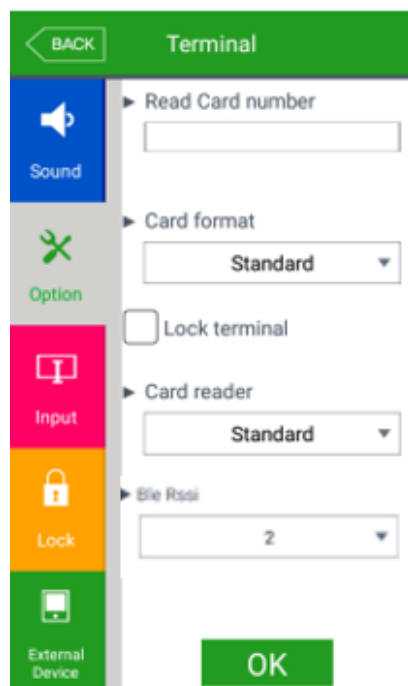 BACK
Terminal
Sound
Option
Input
Lock
External
Device
Read Card number
Card format
Standard
Lock terminal
Card reader
Standard
Ble Rssi
2
OK